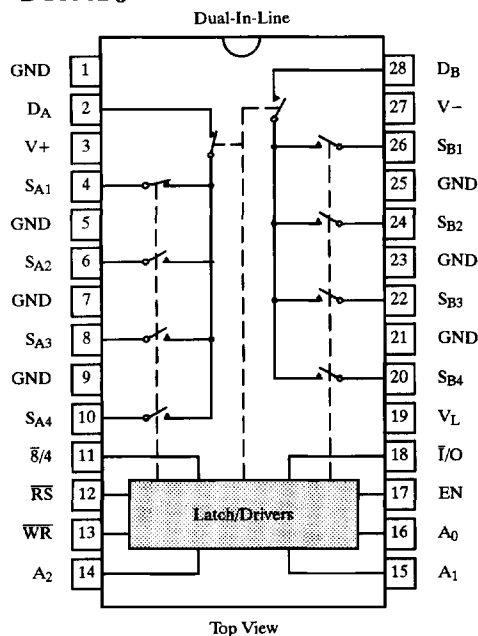 Dual-In-Line
GND 1 28 D_B
D_A 2 27 V−
V+ 3 26 S_B1
S_A1 4 25 GND
GND 5 24 S_B2
S_A2 6 23 GND
GND 7 22 S_B3
S_A3 8 21 GND
GND 9 20 S_B4
S_A4 10 19 V_L
8̅/4 11 18 I̅/O
R̅S̅ 12 17 EN
W̅R̅ 13 16 A_0
A_2 14 15 A_1
Latch/Drivers
Top View